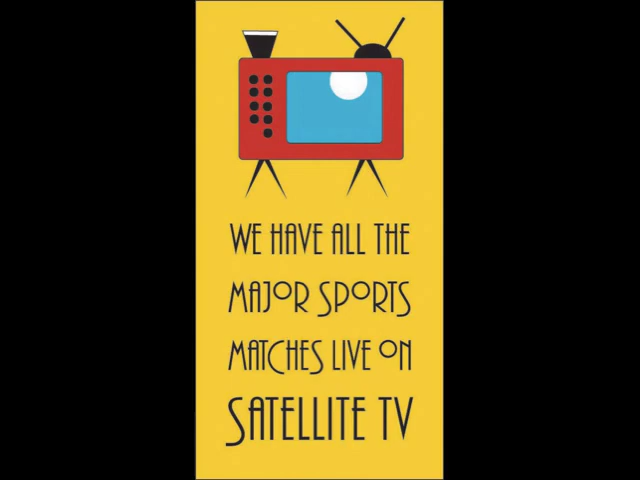 WE HAVE ALL THE
MAJOR SPORTS
MATCHES LIVE ON
SATELLITE TV